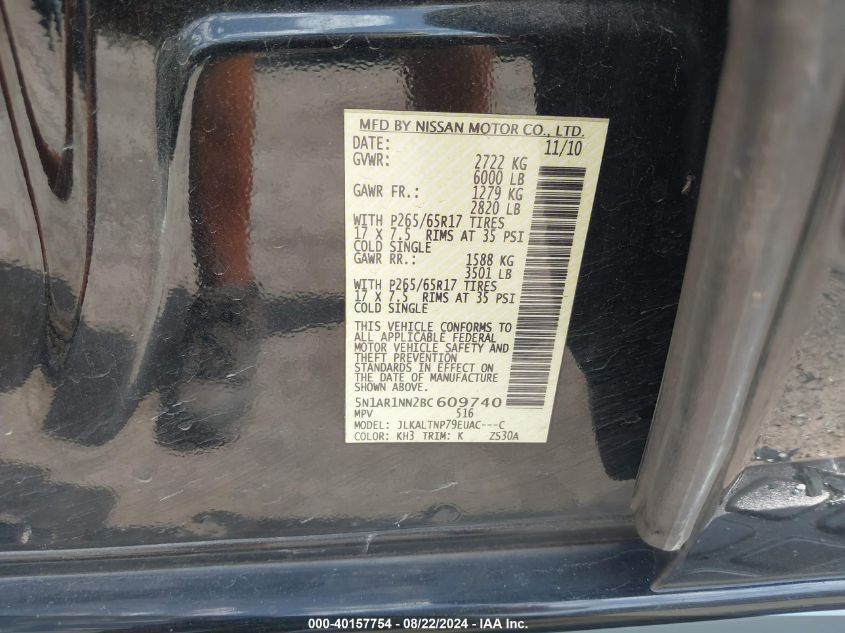 MFD BY NISSAN MOTOR CO., LTD.
DATE: 11/10
GVWR: 2722 KG
6000 LB
GAWR FR.: 1279 KG
2820 LB
WITH P265/65R17 TIRES
17 X 7.5 RIMS AT 35 PSI
COLD SINGLE
GAWR RR.: 1588 KG
3501 LB
WITH P265/65R17 TIRES
17 X 7.5 RIMS AT 35 PSI
COLD SINGLE
THIS VEHICLE CONFORMS TO
ALL APPLICABLE FEDERAL
MOTOR VEHICLE SAFETY AND
THEFT PREVENTION
STANDARDS IN EFFECT ON
THE DATE OF MANUFACTURE
SHOWN ABOVE.
5N1AR1NN2BC609740
MPV 516
MODEL: JLKALTNP79EUAC---C
COLOR: KH3 TRIM: K ZS30A
000-40157754 - 08/22/2024 - IAAI.com